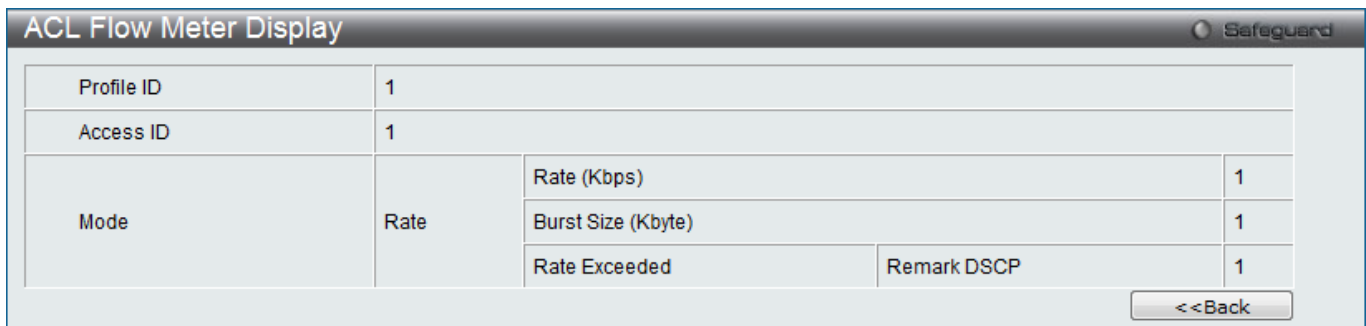 ACL Flow Meter Display
Safeguard
Profile ID 1
Access ID 1
Mode Rate
Rate (Kbps) 1
Burst Size (Kbyte) 1
Rate Exceeded Remark DSCP 1
<<Back